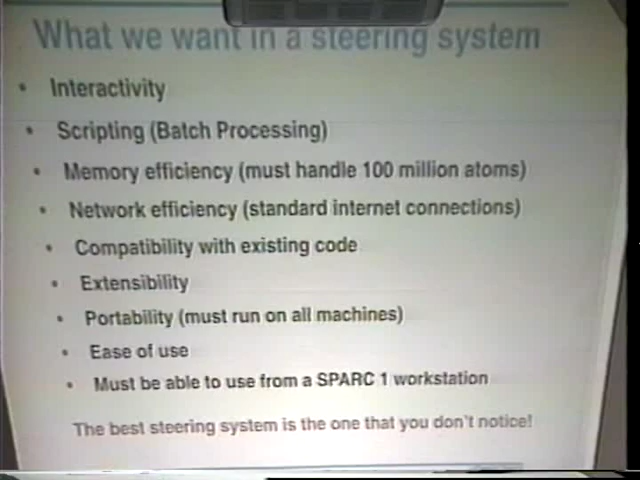 What we want in a steering system
• Interactivity
• Scripting (Batch Processing)
• Memory efficiency (must handle 100 million atoms)
• Network efficiency (standard internet connections)
• Compatibility with existing code
• Extensibility
• Portability (must run on all machines)
• Ease of use
• Must be able to use from a SPARC 1 workstation
The best steering system is the one that you don't notice!